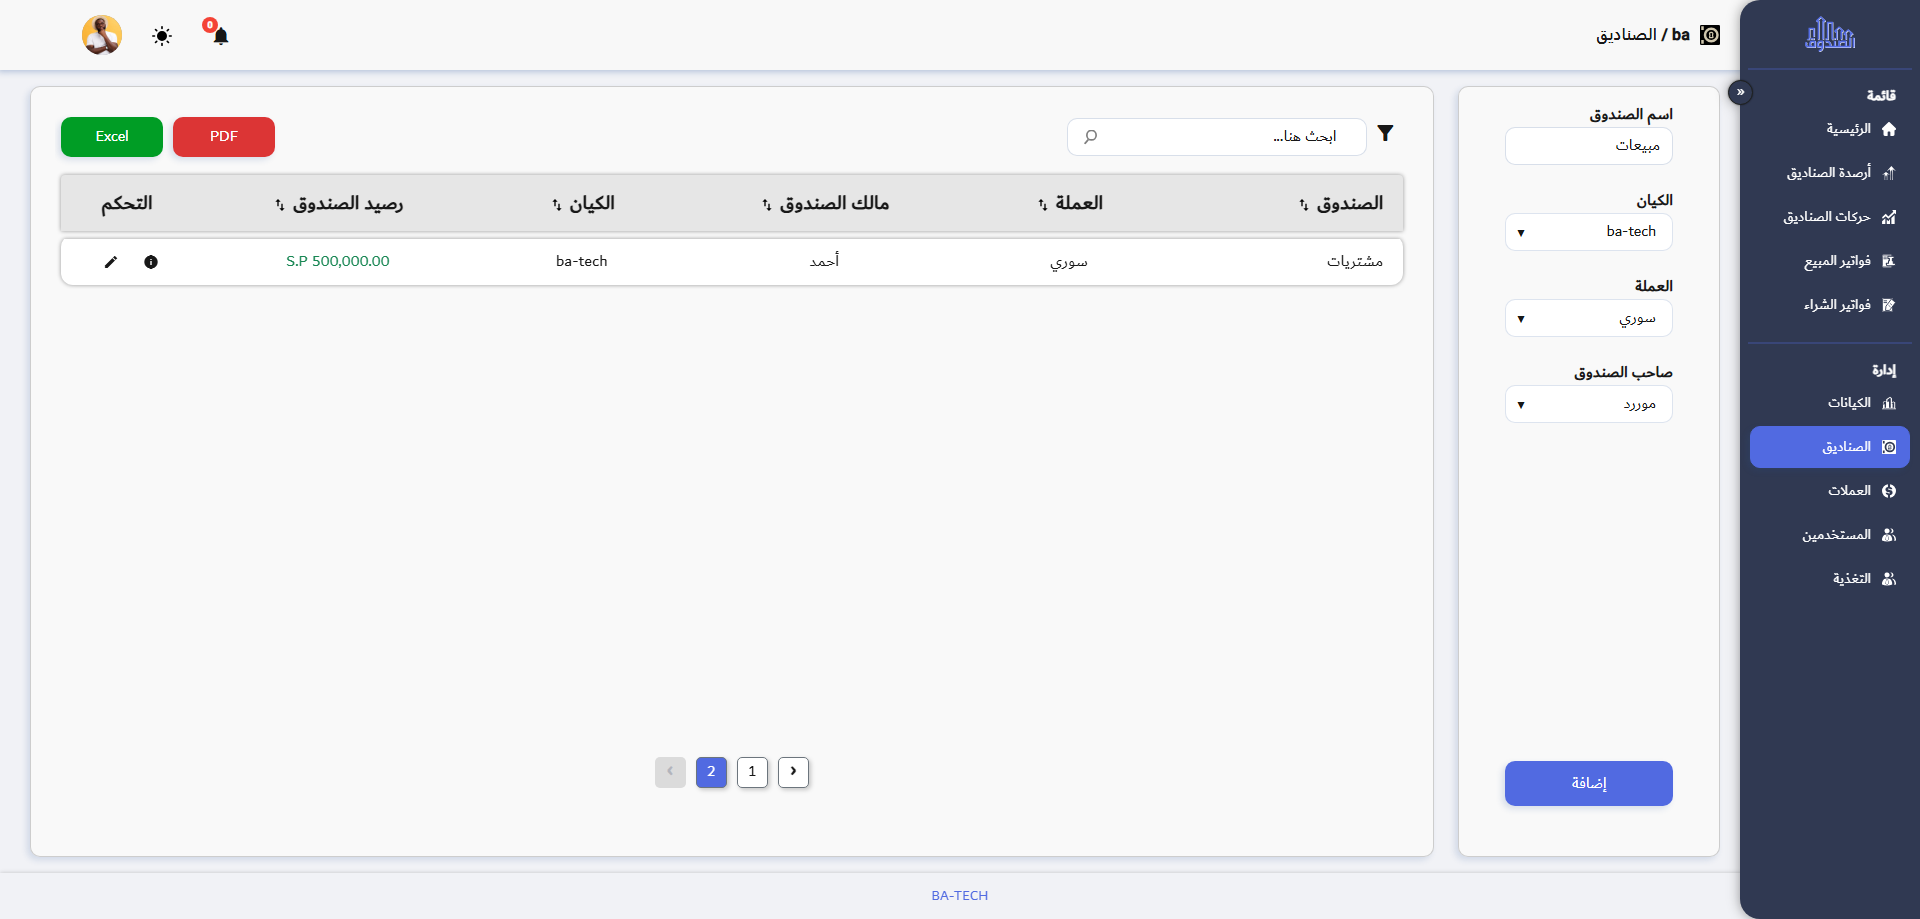 الصندوق
قائمة
الرئيسية
أرصدة الصناديق
حركات الصناديق
فواتير المبيع
فواتير الشراء
إدارة
الكيانات
الصناديق
العملات
المستخدمين
التغذية
»
ba / الصناديق
0
اسم الصندوق
مبيعات
الكيان
ba-tech
العملة
سوري
صاحب الصندوق
موررد
إضافة
ابحث هنا...
PDF
Excel
الصندوق العملة مالك الصندوق الكيان رصيد الصندوق التحكم
مشتريات سوري أحمد ba-tech S.P 500,000.00
1 2
BA-TECH